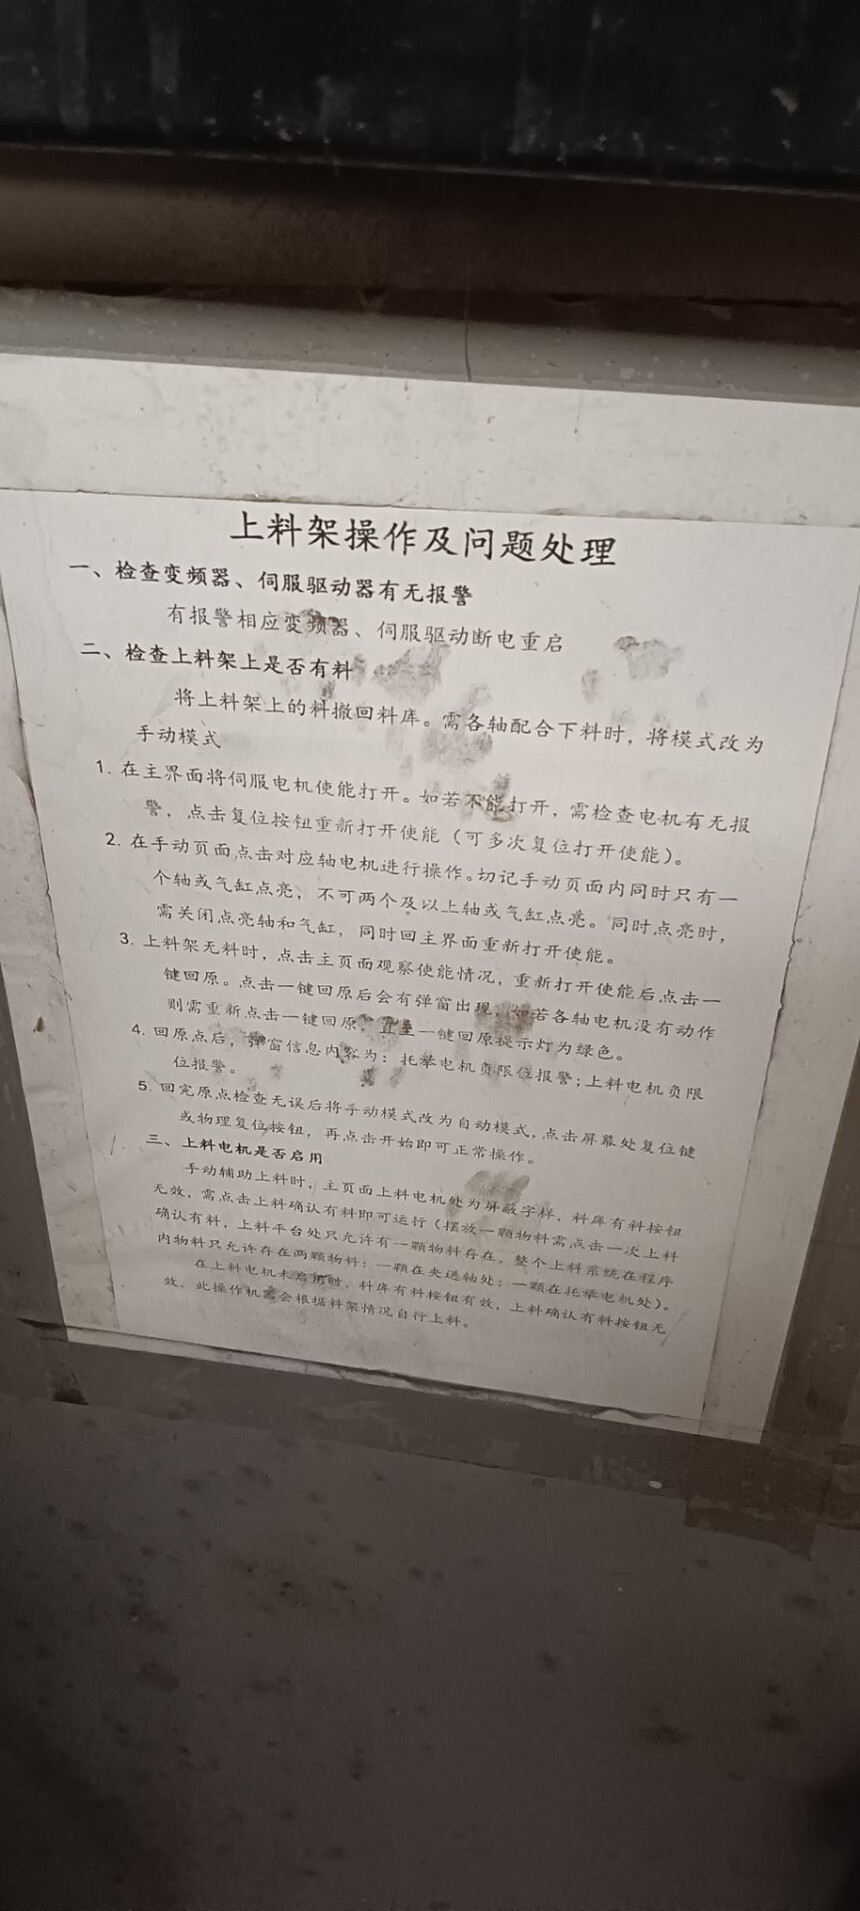 上料架操作及问题处理
一、检查变频器、伺服驱动器有无报警
有报警相应变频器、伺服驱动断电重启
二、检查上料架上是否有料
将上料架上的料撤回料库。需各轴配合下料时，将模式改为
手动模式
1. 在主界面将伺服电机使能打开。如若不能打开，需检查电机有无报
警，点击复位按钮重新打开使能（可多次复位打开使能）。
2. 在手动页面点击对应轴电机进行操作。切记手动页面内同时只有一
个轴或气缸点亮，不可两个及以上轴或气缸点亮。同时点亮时，
需关闭点亮轴和气缸，同时回主界面重新打开使能。
3. 上料架无料时，点击主页面观察使能情况，重新打开使能后点击一
键回原。点击一键回原后会有弹窗出现，如若各轴电机没有动作
则需重新点击一键回原，直至一键回原提示灯为绿色。
4. 回原点后，弹窗信息内容为：托举电机负限位报警；上料电机负限
位报警。
5. 回完原点检查无误后将手动模式改为自动模式，点击屏幕处复位键
或物理复位按钮，再点击开始即可正常操作。
三、上料电机是否启用
手动辅助上料时，主页面上料电机处为屏蔽字样，料库有料按钮
无效，需点击上料确认有料即可运行（摆放一颗物料需点击一次上料
确认有料，上料平台处只允许有一颗物料存在，整个上料系统在程序
内物料只允许存在两颗物料：一颗在夹送轴处；一颗在托举电机处）。
在上料电机未启用时，料库有料按钮有效，上料确认有料按钮无
效，此操作机器会根据料架情况自行上料。